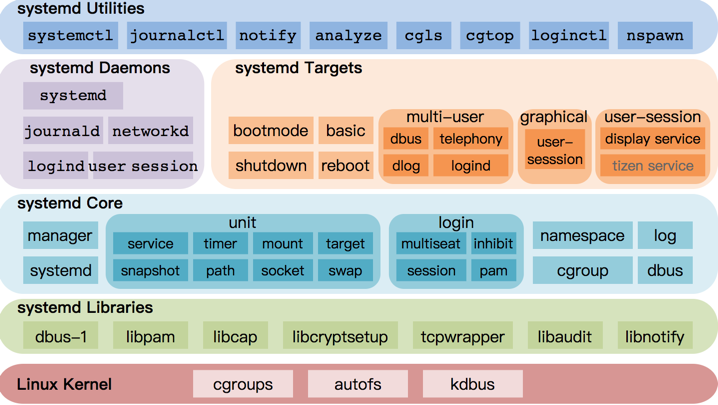 systemd Utilities
systemctl journalctl notify analyze cgls cgtop loginctl nspawn
systemd Daemons
systemd
journald networkd
logind user session
systemd Targets
bootmode basic
shutdown reboot
multi-user
dbus telephony
dlog logind
graphical
user-
sesssion
user-session
display service
tizen service
systemd Core
manager
systemd
unit
service timer mount target
snapshot path socket swap
login
multiseat inhibit
session pam
namespace log
cgroup dbus
systemd Libraries
dbus-1 libpam libcap libcryptsetup tcpwrapper libaudit libnotify
Linux Kernel cgroups autofs kdbus